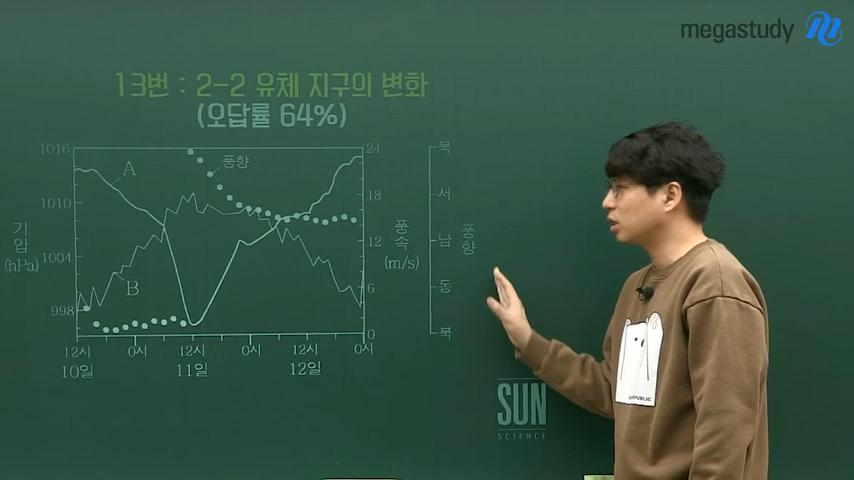 megastudy
13번 : 2-2 유체 지구의 변화
(오답률 64%)
1016
1010
1004
998
기압
(hPa)
A
B
풍향
24
18
12
6
0
풍속
(m/s)
북
서
남
동
북
풍향
12시
0시
12시
0시
12시
0시
10일
11일
12일
SUN
SCIENCE